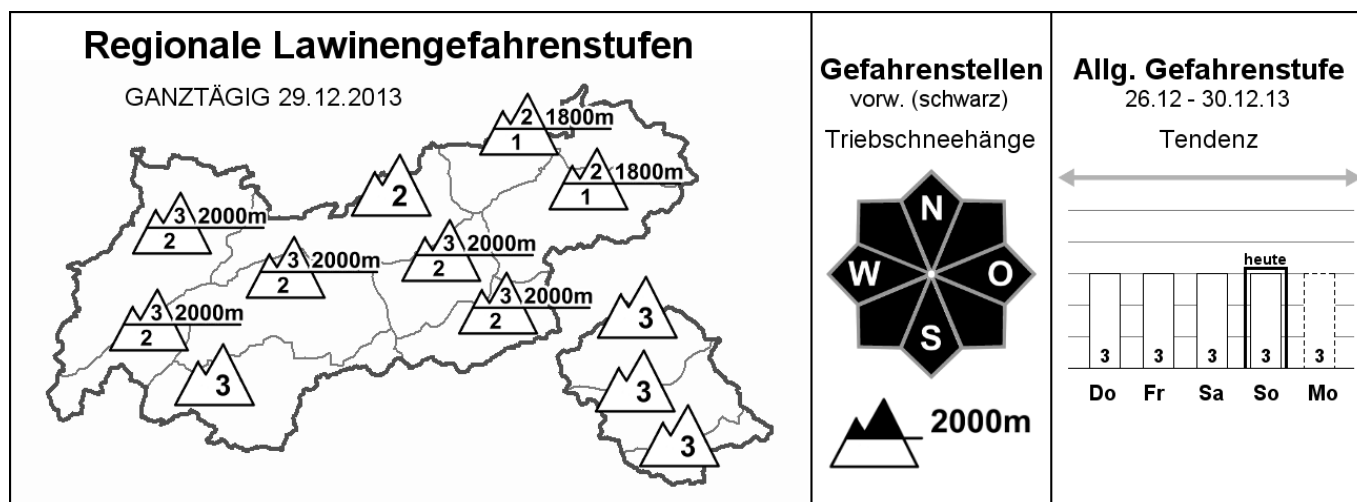 Regionale Lawinengefahrenstufen
GANZTÄGIG 29.12.2013
2 1800m
1
2 1800m
1
2
3 2000m
2
3 2000m
2
3 2000m
2
3 2000m
2
3 2000m
2
3
3
3
3
Gefahrenstellen
vorw. (schwarz)
Triebschneehänge
N
W O
S
2000m
Allg. Gefahrenstufe
26.12 - 30.12.13
Tendenz
heute
3 3 3 3 3
Do Fr Sa So Mo